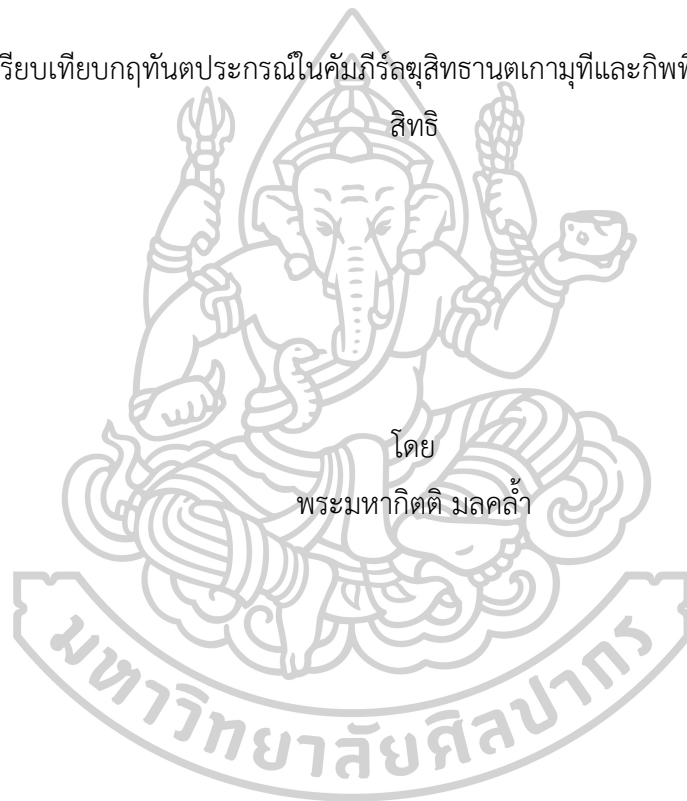 รียบเทียบกฤทันตประกรณ์ในคัมภีร์ลฆุสิทธานตเกามุทีและกิพพิ
สิทธิ
โดย
พระมหากิตติ มลคล้ำ
มหาวิทยาลัยศิลปากร